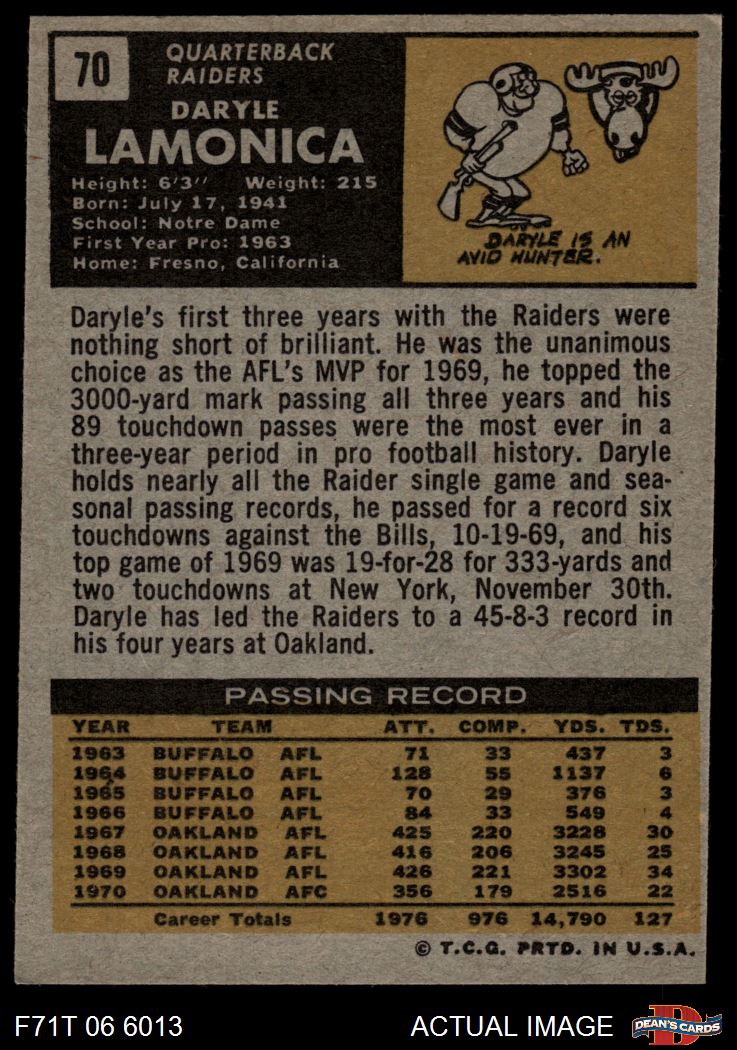 70
QUARTERBACK
RAIDERS
DARYLE
LAMONICA
Height: 6'3" Weight: 215
Born: July 17, 1941
School: Notre Dame
First Year Pro: 1963
Home: Fresno, California
DARYLE IS AN
AVID HUNTER.
Daryle's first three years with the Raiders were
nothing short of brilliant. He was the unanimous
choice as the AFL's MVP for 1969, he topped the
3000-yard mark passing all three years and his
89 touchdown passes were the most ever in a
three-year period in pro football history. Daryle
holds nearly all the Raider single game and sea-
sonal passing records, he passed for a record six
touchdowns against the Bills, 10-19-69, and his
top game of 1969 was 19-for-28 for 333-yards and
two touchdowns at New York, November 30th.
Daryle has led the Raiders to a 45-8-3 record in
his four years at Oakland.
PASSING RECORD
YEAR TEAM ATT. COMP. YDS. TDS.
1963 BUFFALO AFL 71 33 437 3
1964 BUFFALO AFL 128 55 1137 6
1965 BUFFALO AFL 70 29 376 3
1966 BUFFALO AFL 84 33 549 4
1967 OAKLAND AFL 425 220 3228 30
1968 OAKLAND AFL 416 206 3245 25
1969 OAKLAND AFL 426 221 3302 34
1970 OAKLAND AFC 356 179 2516 22
Career Totals 1976 976 14,790 127
© T.C.G. PRTD. IN U.S.A.
F71T 06 6013 ACTUAL IMAGE
DEAN'S CARDS